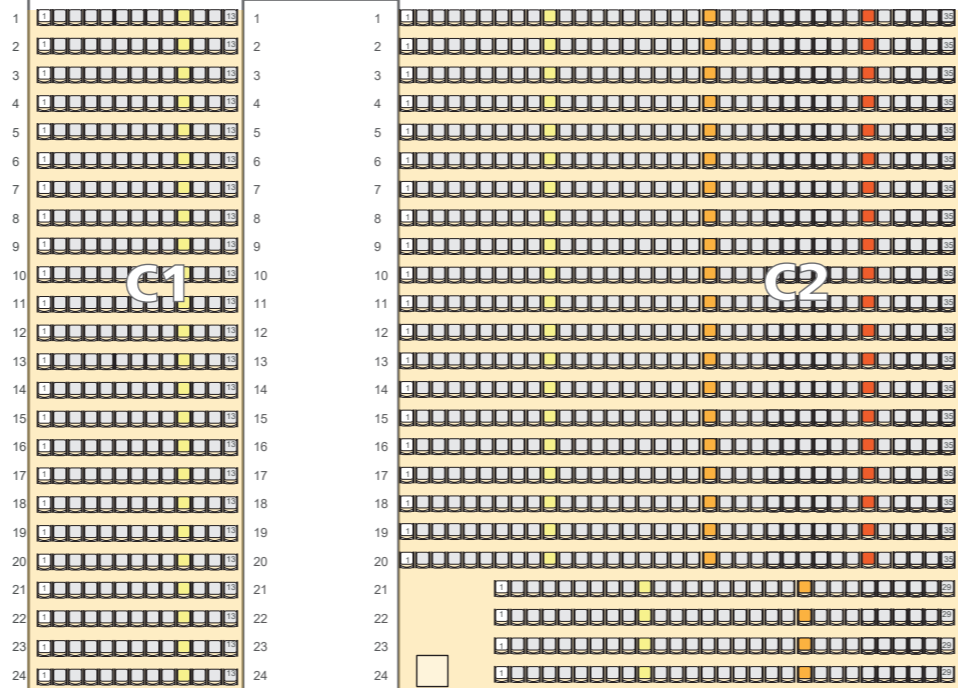 1 1 13 1 1 1 35
2 1 13 2 2 1 35
3 1 13 3 3 1 35
4 1 13 4 4 1 35
5 1 13 5 5 1 35
6 1 13 6 6 1 35
7 1 13 7 7 1 35
8 1 13 8 8 1 35
9 1 13 9 9 1 35
10 1 13 10 10 1 35
C1 C2
11 1 13 11 11 1 35
12 1 13 12 12 1 35
13 1 13 13 13 1 35
14 1 13 14 14 1 35
15 1 13 15 15 1 35
16 1 13 16 16 1 35
17 1 13 17 17 1 35
18 1 13 18 18 1 35
19 1 13 19 19 1 35
20 1 13 20 20 1 35
21 1 13 21 21 1 29
22 1 13 22 22 1 29
23 1 13 23 23 1 29
24 1 13 24 24 1 29